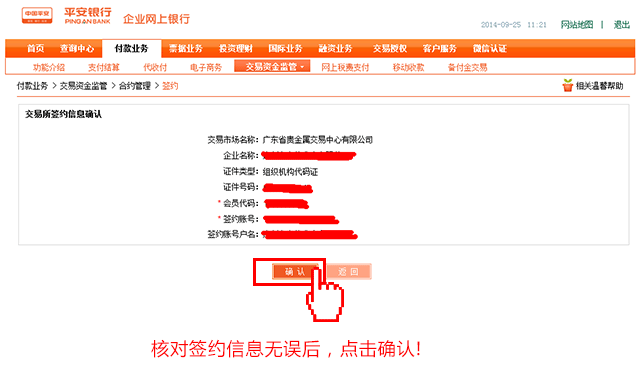 中国平安 平安银行 企业网上银行
PING AN BANK
2014-09-25 11:21 网站地图 | 退出
首页 查询中心 付款业务 票据业务 投资理财 国际业务 融资业务 交易授权 客户服务 微信认证
功能介绍 支付结算 代收付 电子商务 交易资金监管 网上税费支付 移动收款 备付金交易
付款业务 > 交易资金监管 > 合约管理 > 签约 相关温馨帮助
交易所签约信息确认
交易市场名称: 广东省贵金属交易中心有限公司
企业名称:
证件类型: 组织机构代码证
证件号码:
* 会员代码:
* 签约账号:
签约账号户名:
确认 返回
核对签约信息无误后，点击确认!